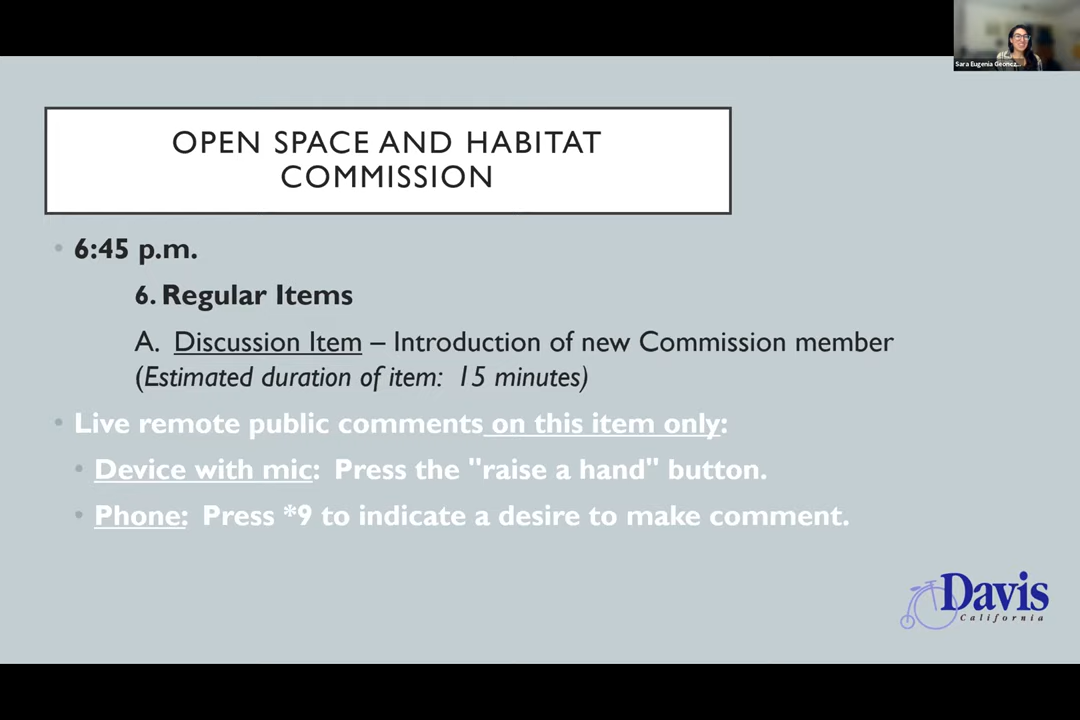 Sara Eugenia
OPEN SPACE AND HABITAT
COMMISSION
• 6:45 p.m.
6. Regular Items
A. Discussion Item – Introduction of new Commission member
(Estimated duration of item: 15 minutes)
• Live remote public comments on this item only:
• Device with mic: Press the "raise a hand" button.
• Phone: Press *9 to indicate a desire to make comment.
Davis
California